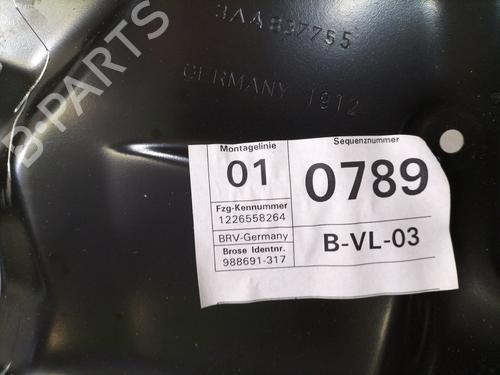 3AA837755
GERMANY 1912
Montagelinie
01
Sequenznummer
0789
Fzg-Kennummer
1226558264
BRV-Germany
Brose Identnr.
988691-317
B-VL-03
B-PARTS